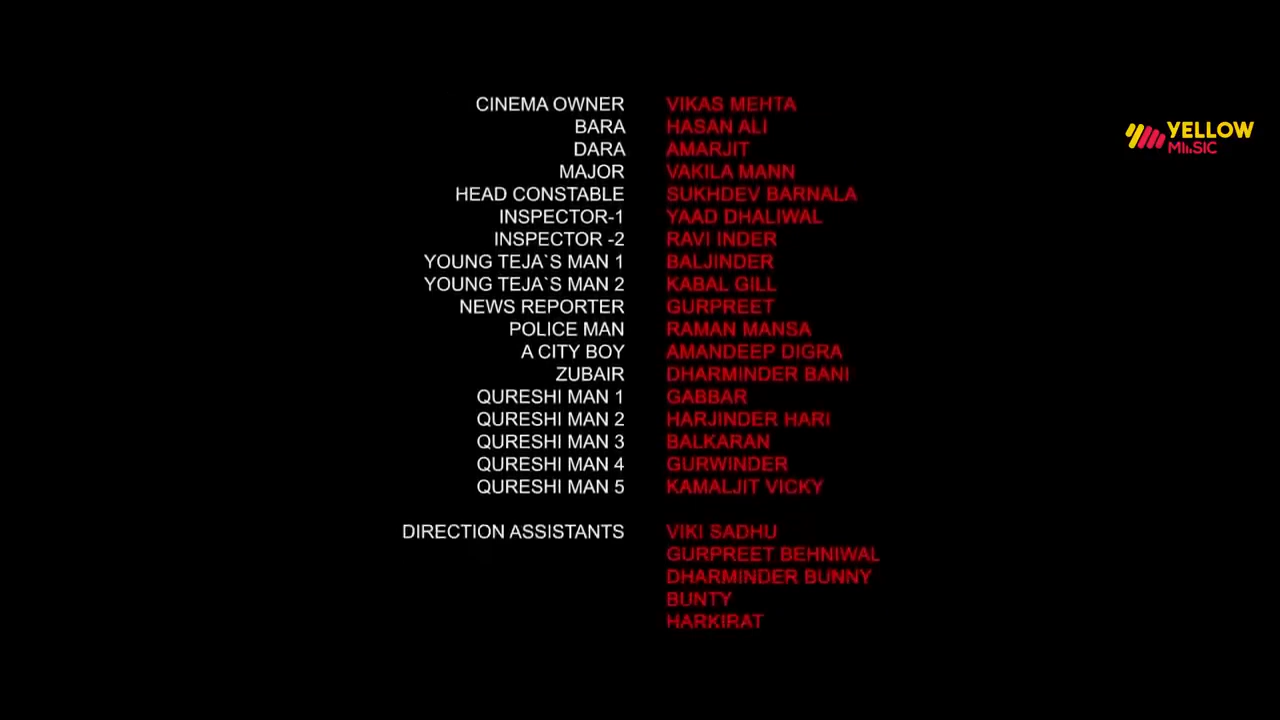 CINEMA OWNER VIKAS MEHTA
BARA HASAN ALI
DARA AMARJIT
MAJOR VAKILA MANN
HEAD CONSTABLE SUKHDEV BARNALA
INSPECTOR-1 YAAD DHALIWAL
INSPECTOR -2 RAVI INDER
YOUNG TEJA`S MAN 1 BALJINDER
YOUNG TEJA`S MAN 2 KABAL GILL
NEWS REPORTER GURPREET
POLICE MAN RAMAN MANSA
A CITY BOY AMANDEEP DIGRA
ZUBAIR DHARMINDER BANI
QURESHI MAN 1 GABBAR
QURESHI MAN 2 HARJINDER HARI
QURESHI MAN 3 BALKARAN
QURESHI MAN 4 GURWINDER
QURESHI MAN 5 KAMALJIT VICKY
DIRECTION ASSISTANTS VIKI SADHU
GURPREET BEHNIWAL
DHARMINDER BUNNY
BUNTY
HARKIRAT
YELLOW
MUSIC